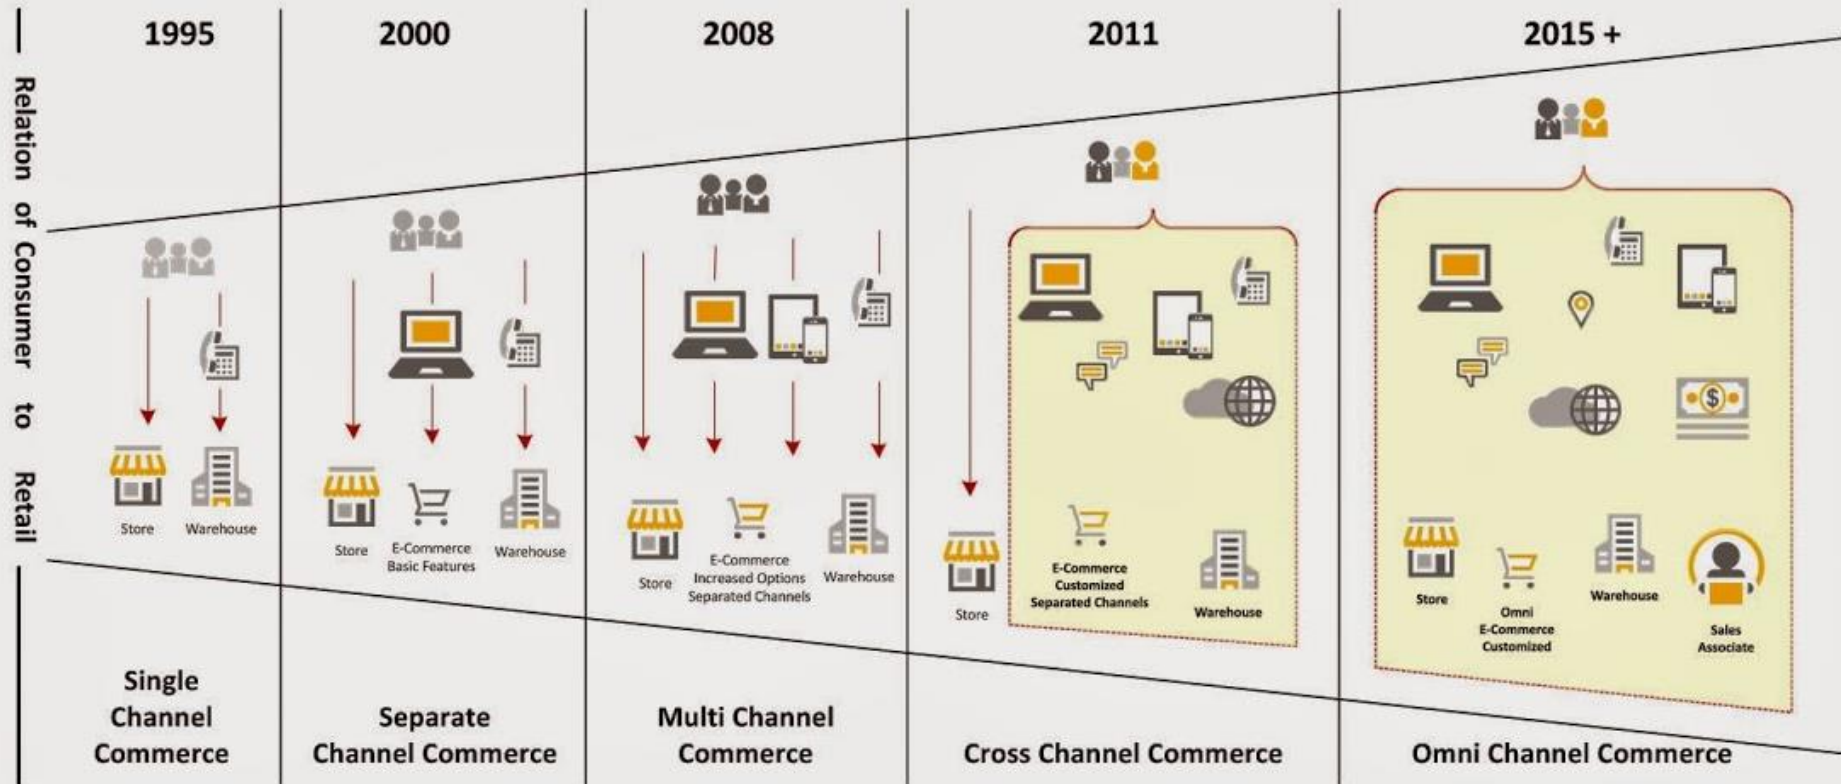 1995
2000
2008
2011
2015 +
Relation of Consumer to Retail
Store
Warehouse
Store
E-Commerce
Basic Features
Warehouse
Store
E-Commerce
Increased Options
Separated Channels
Warehouse
Store
E-Commerce
Customized
Separated Channels
Warehouse
Store
Omni
E-Commerce
Customized
Warehouse
Sales
Associate
$
Single
Channel
Commerce
Separate
Channel Commerce
Multi Channel
Commerce
Cross Channel Commerce
Omni Channel Commerce